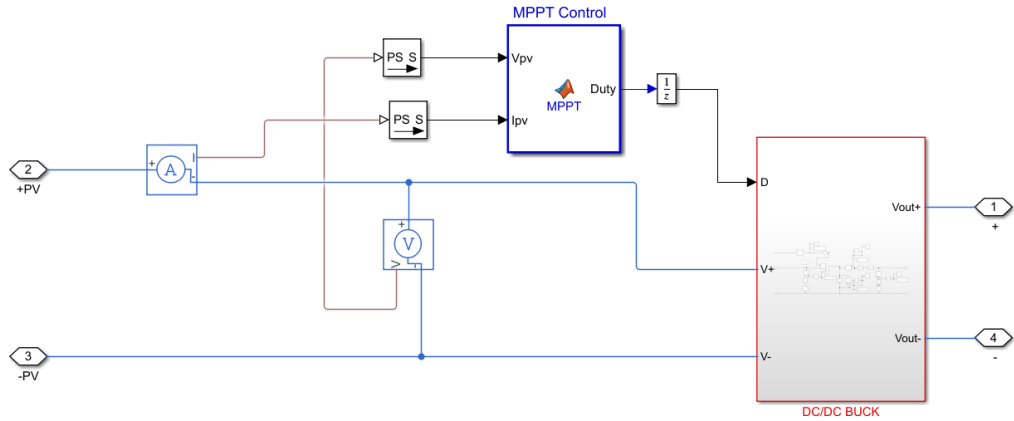 MPPT Control
PS S
Vpv
Duty
1
z
MPPT
PS S
Ipv
2
+PV
+
A
I
-
D
Vout+
1
+
+
V
V
-
V+
3
-PV
V-
Vout-
4
-
DC/DC BUCK